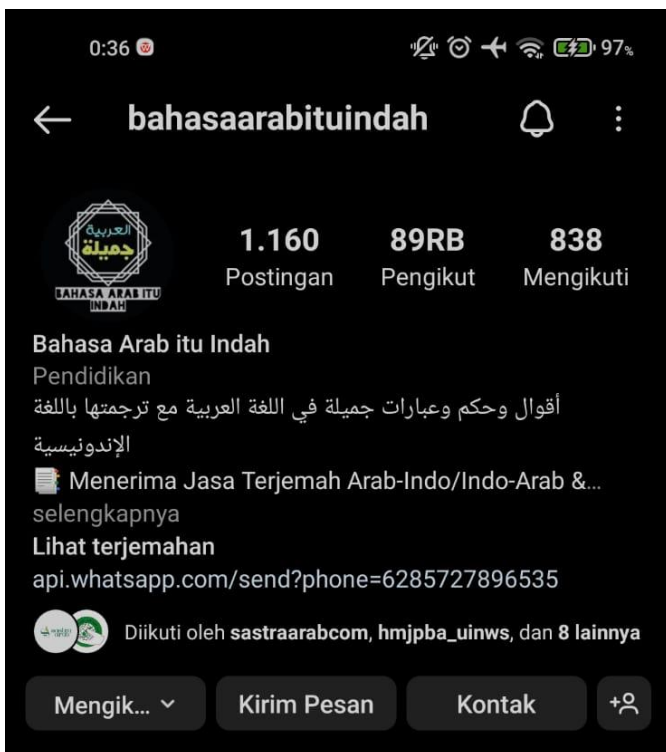 0:36 97%
bahasaarabituindah
العربية
جميلة
BAHASA ARAB ITU
INDAH
1.160 89RB 838
Postingan Pengikut Mengikuti
Bahasa Arab itu Indah
Pendidikan
أقوال وحكم وعبارات جميلة في اللغة العربية مع ترجمتها باللغة
الإندونيسية
Menerima Jasa Terjemah Arab-Indo/Indo-Arab &...
selengkapnya
Lihat terjemahan
api.whatsapp.com/send?phone=6285727896535
Diikuti oleh sastraarabcom, hmjpba_uinws, dan 8 lainnya
Mengik... Kirim Pesan Kontak